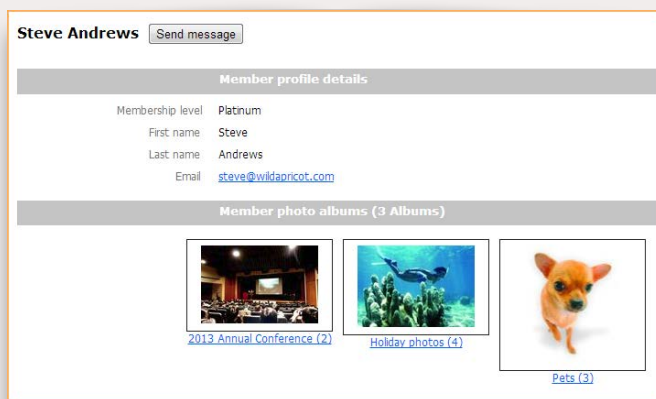 Steve Andrews Send message
Member profile details
Membership level Platinum
First name Steve
Last name Andrews
Email steve@wildapricot.com
Member photo albums (3 Albums)
2013 Annual Conference (2) Holiday photos (4)
Pets (3)